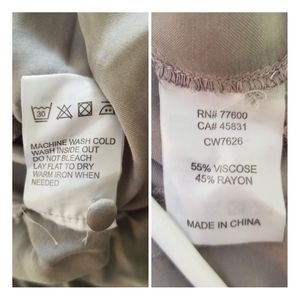 30
MACHINE WASH COLD
WASH INSIDE OUT
DO NOT BLEACH
LAY FLAT TO DRY
WARM IRON WHEN
NEEDED
RN# 77600
CA# 45831
CW7626
55% VISCOSE
45% RAYON
MADE IN CHINA